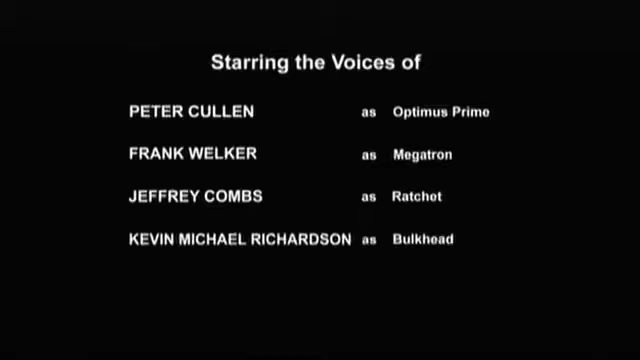 Starring the Voices of
PETER CULLEN as Optimus Prime
FRANK WELKER as Megatron
JEFFREY COMBS as Ratchet
KEVIN MICHAEL RICHARDSON as Bulkhead